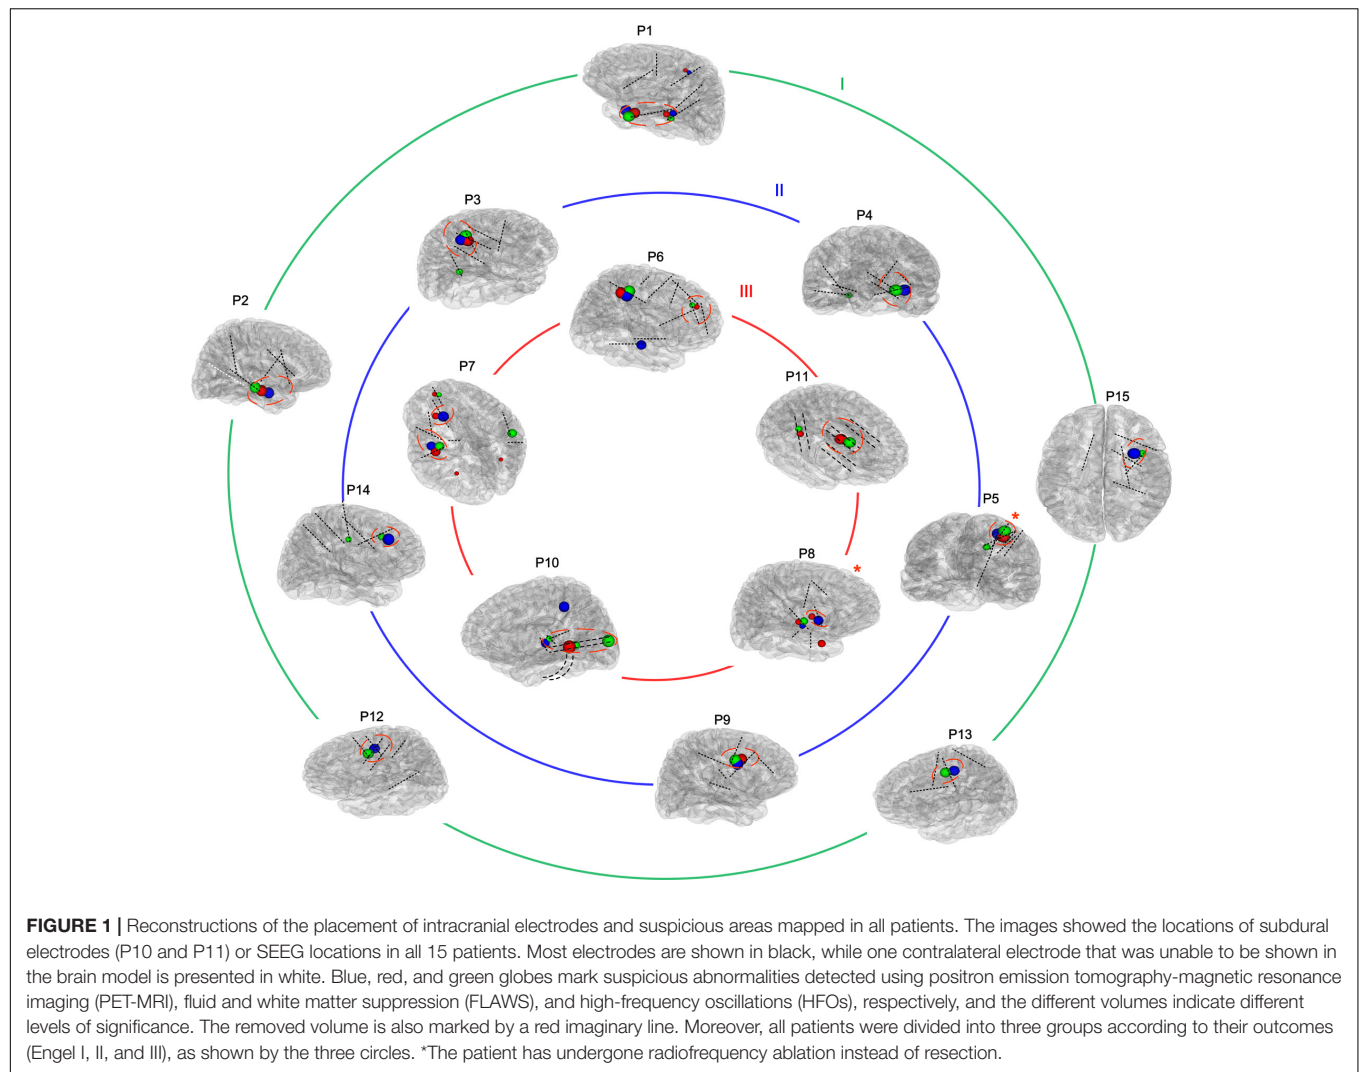 P1
I
II
P3
P4
P6
III
P2
P7
P11
P15
P14
P5
*
P10
P8
*
P12
P9
P13
FIGURE 1 | Reconstructions of the placement of intracranial electrodes and suspicious areas mapped in all patients. The images showed the locations of subdural
electrodes (P10 and P11) or SEEG locations in all 15 patients. Most electrodes are shown in black, while one contralateral electrode that was unable to be shown in
the brain model is presented in white. Blue, red, and green globes mark suspicious abnormalities detected using positron emission tomography-magnetic resonance
imaging (PET-MRI), fluid and white matter suppression (FLAWS), and high-frequency oscillations (HFOs), respectively, and the different volumes indicate different
levels of significance. The removed volume is also marked by a red imaginary line. Moreover, all patients were divided into three groups according to their outcomes
(Engel I, II, and III), as shown by the three circles. *The patient has undergone radiofrequency ablation instead of resection.